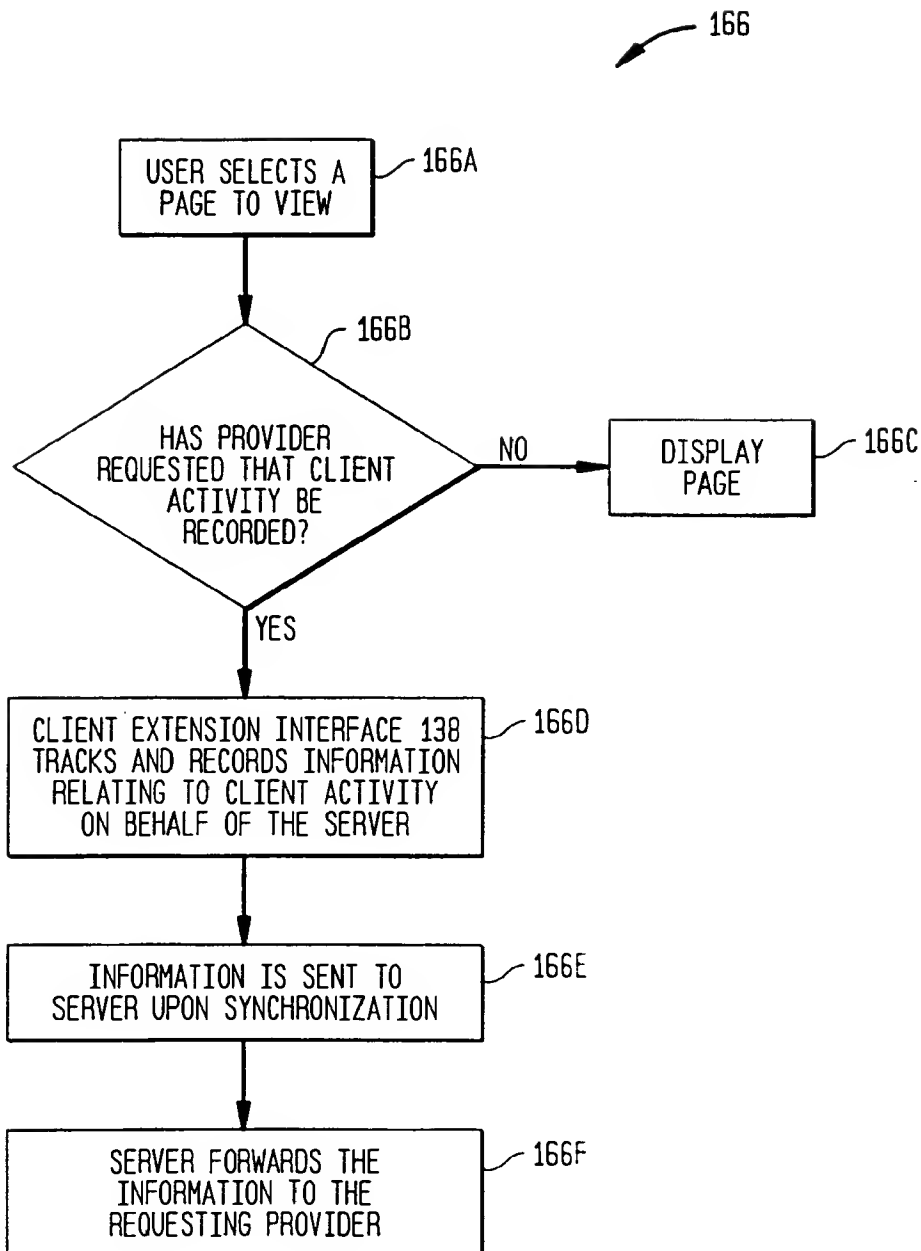 166
USER SELECTS A
PAGE TO VIEW
166A
166B
HAS PROVIDER
REQUESTED THAT CLIENT
ACTIVITY BE
RECORDED?
NO
DISPLAY
PAGE
166C
YES
CLIENT EXTENSION INTERFACE 138
TRACKS AND RECORDS INFORMATION
RELATING TO CLIENT ACTIVITY
ON BEHALF OF THE SERVER
166D
INFORMATION IS SENT TO
SERVER UPON SYNCHRONIZATION
166E
SERVER FORWARDS THE
INFORMATION TO THE
REQUESTING PROVIDER
166F